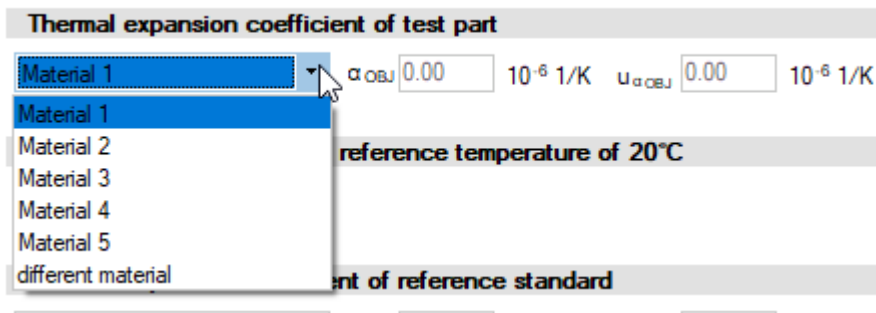 Thermal expansion coefficient of test part
Material 1 α OBJ 0.00 10⁻⁶ 1/K u α OBJ 0.00 10⁻⁶ 1/K
Material 1
Material 2
reference temperature of 20°C
Material 3
Material 4
Material 5
different material
of reference standard